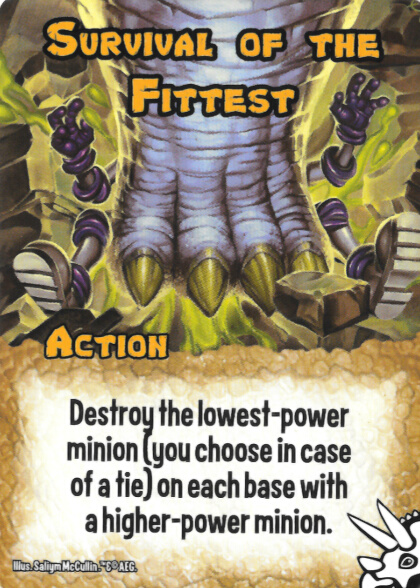 Survival of the
Fittest
Action
Destroy the lowest-power
minion (you choose in case
of a tie) on each base with
a higher-power minion.
Illus. Saliym McCullin. ™&©AEG.